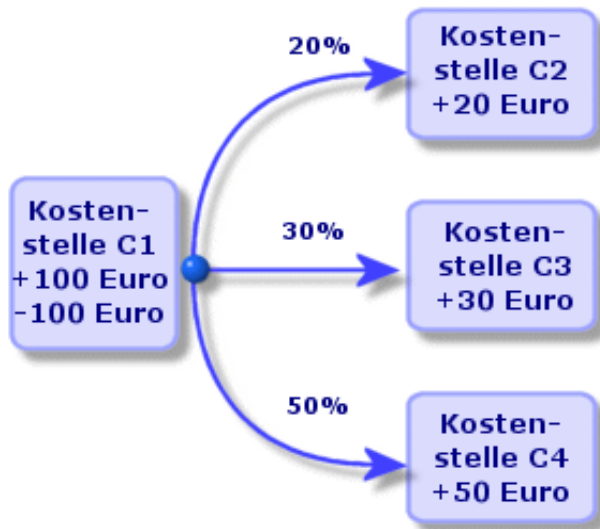 Kosten-
stelle C1
+100 Euro
-100 Euro
20%
Kosten-
stelle C2
+20 Euro
30%
Kosten-
stelle C3
+30 Euro
50%
Kosten-
stelle C4
+50 Euro